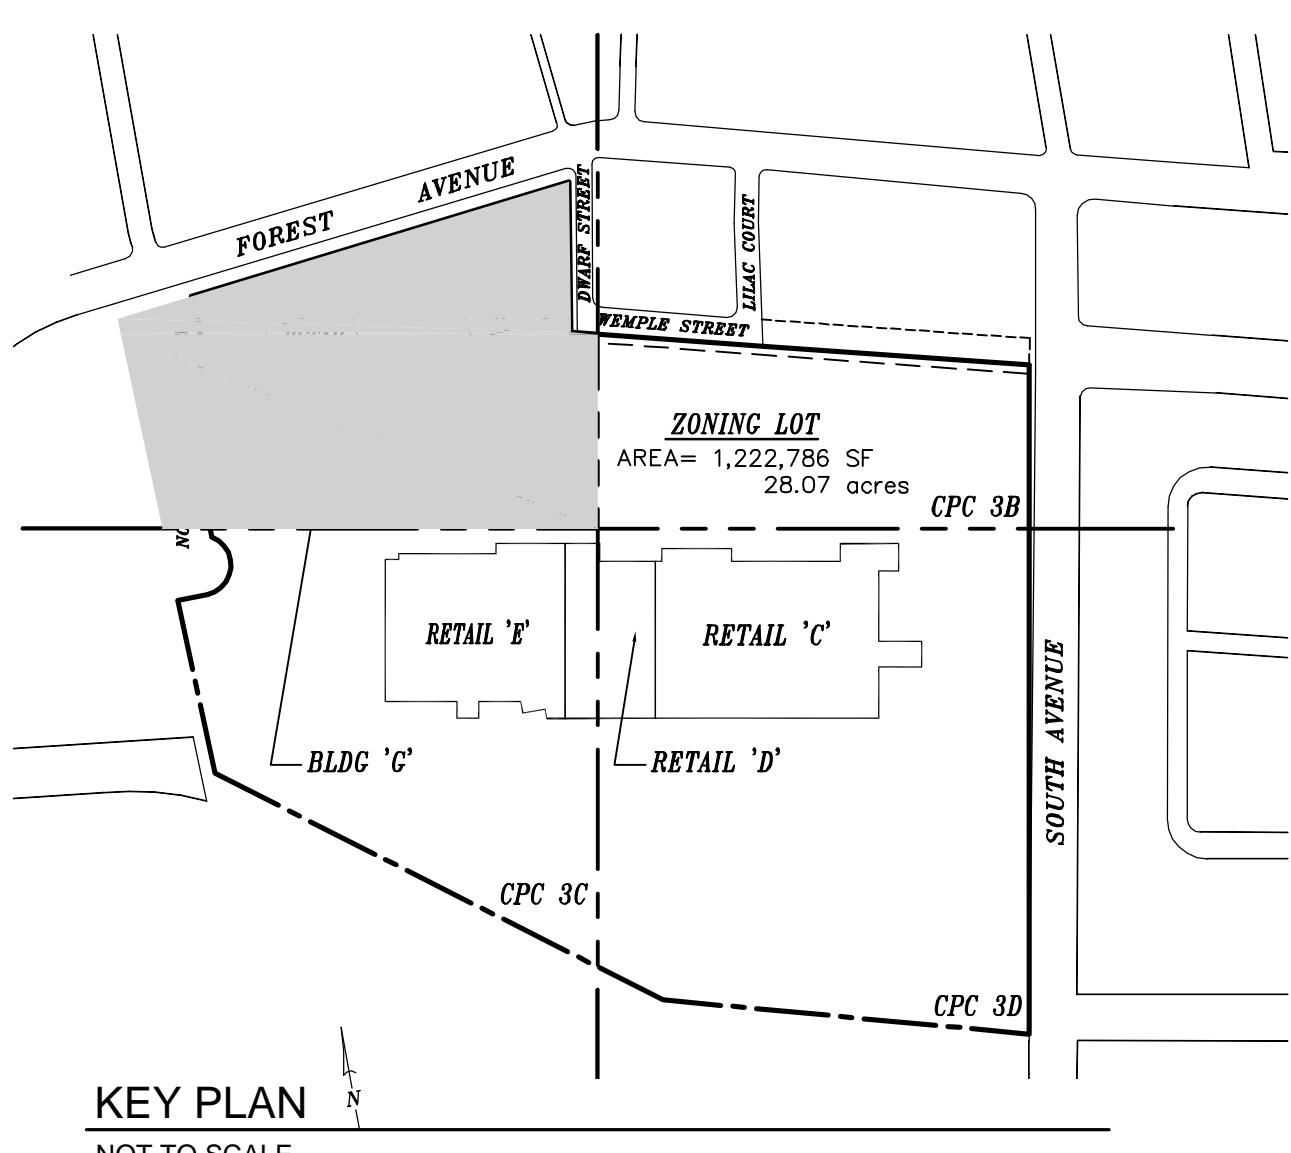 FOREST AVENUE
DWARF STREET
LILAC COURT
WEMPLE STREET
ZONING LOT
AREA= 1,222,786 SF
28.07 acres
CPC 3B
RETAIL 'E'
RETAIL 'C'
SOUTH AVENUE
BLDG 'G'
RETAIL 'D'
CPC 3C
CPC 3D
N
KEY PLAN
NOT TO SCALE